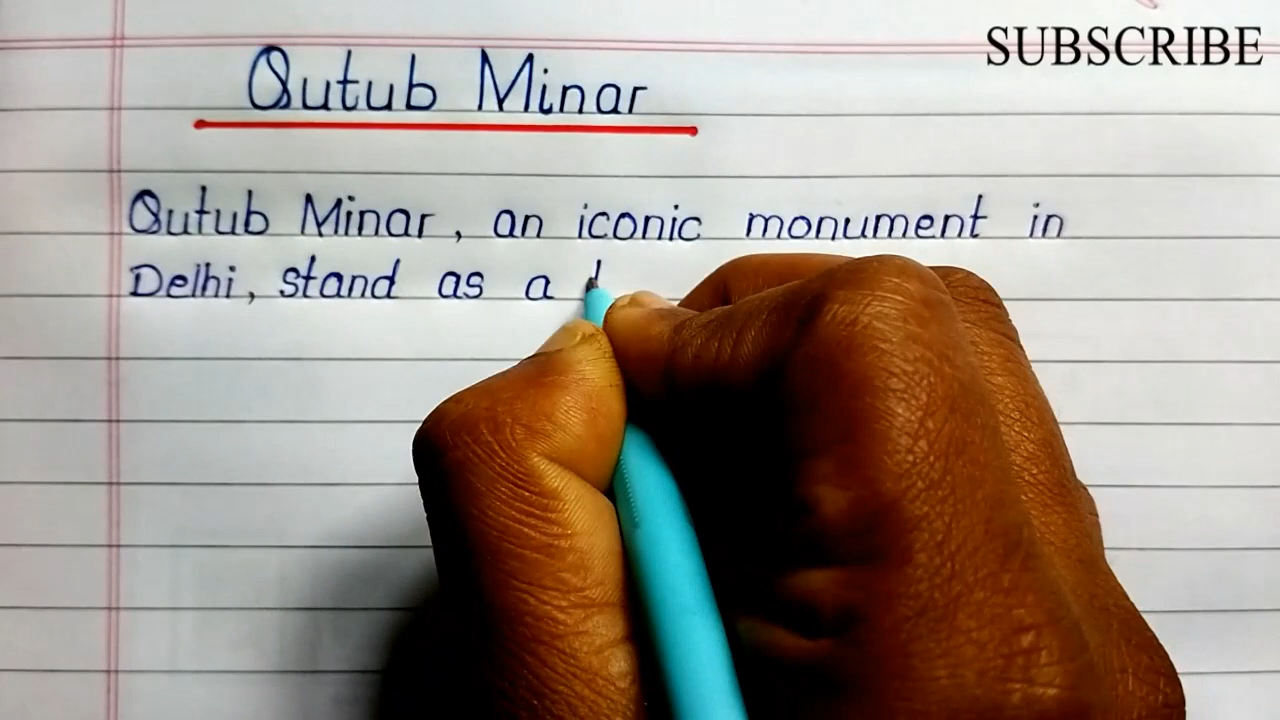 SUBSCRIBE
Qutub Minar
Qutub Minar, an iconic monument in
Delhi, stand as a